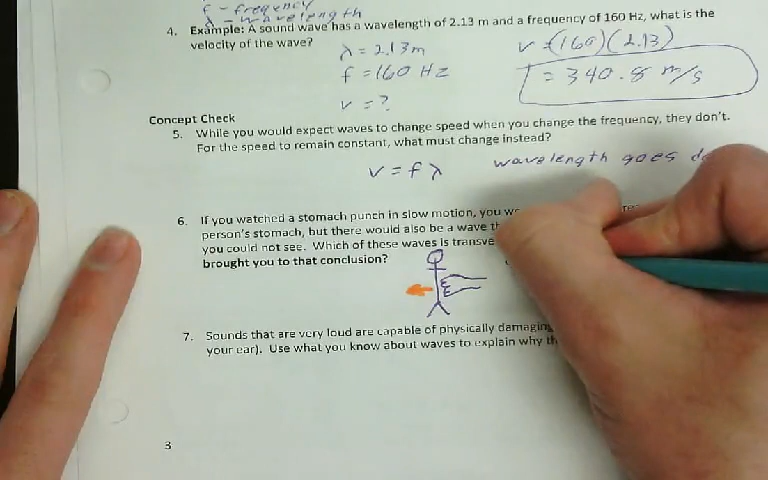 f - frequency
λ - wavelength
4. Example: A sound wave has a wavelength of 2.13 m and a frequency of 160 Hz, what is the
velocity of the wave?
λ = 2.13m
f = 160 Hz
v = ?
v = (160)(2.13)
= 340.8 m/s
Concept Check
5. While you would expect waves to change speed when you change the frequency, they don't.
For the speed to remain constant, what must change instead?
v = f λ
wavelength goes
6. If you watched a stomach punch in slow motion, you
person's stomach, but there would also be a wave
you could not see. Which of these waves is
brought you to that conclusion?
7. Sounds that are very loud are capable of physically damaging
your ear). Use what you know about waves to explain why
3